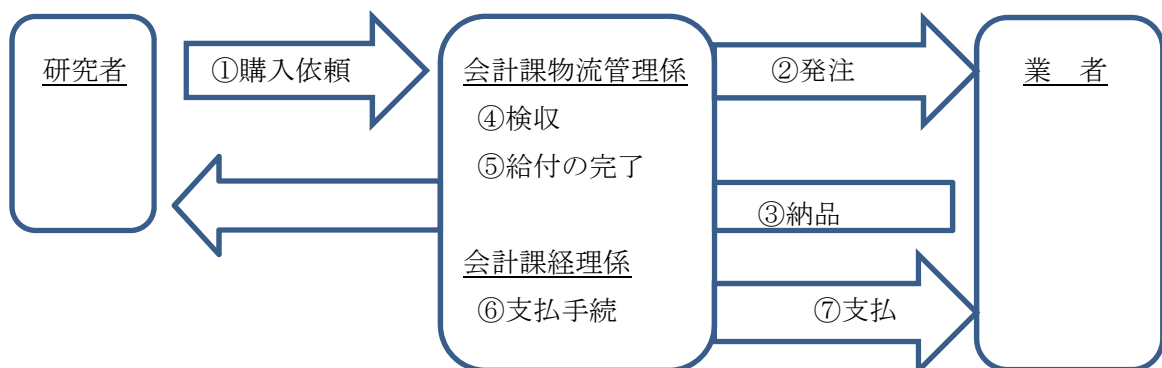 研究者
①購入依頼
会計課物流管理係
④検収
⑤給付の完了
会計課経理係
⑥支払手続
②発注
③納品
⑦支払
業　者